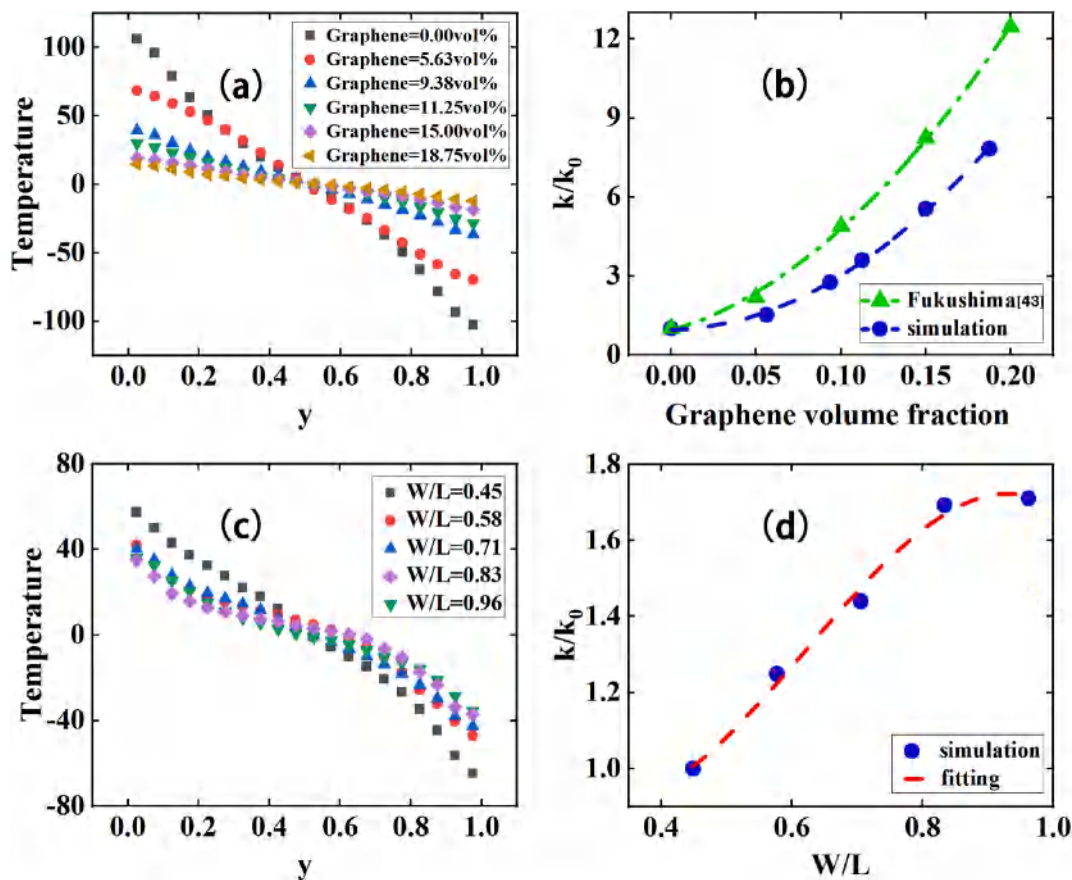 (a)
Temperature
100
50
0
-50
-100
0.0 0.2 0.4 0.6 0.8 1.0
y
Graphene=0.00vol%
Graphene=5.63vol%
Graphene=9.38vol%
Graphene=11.25vol%
Graphene=15.00vol%
Graphene=18.75vol%
(b)
k/k0
12
9
6
3
0
0.00 0.05 0.10 0.15 0.20
Graphene volume fraction
Fukushima[43]
simulation
(c)
Temperature
80
40
0
-40
-80
0.0 0.2 0.4 0.6 0.8 1.0
y
W/L=0.45
W/L=0.58
W/L=0.71
W/L=0.83
W/L=0.96
(d)
k/k0
1.8
1.6
1.4
1.2
1.0
0.4 0.6 0.8 1.0
W/L
simulation
fitting